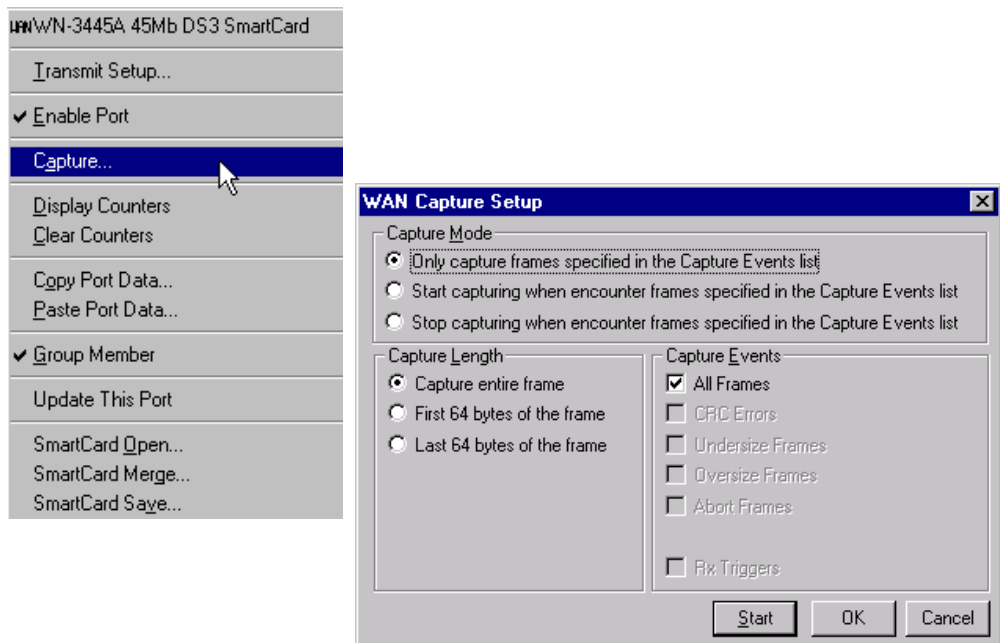 WAN WN-3445A 45Mb DS3 SmartCard
Transmit Setup...
Enable Port
Capture...
Display Counters
Clear Counters
Copy Port Data...
Paste Port Data...
Group Member
Update This Port
SmartCard Open...
SmartCard Merge...
SmartCard Save...
WAN Capture Setup
Capture Mode
Only capture frames specified in the Capture Events list
Start capturing when encounter frames specified in the Capture Events list
Stop capturing when encounter frames specified in the Capture Events list
Capture Length
Capture entire frame
First 64 bytes of the frame
Last 64 bytes of the frame
Capture Events
All Frames
CRC Errors
Undersize Frames
Oversize Frames
Abort Frames
Rx Triggers
Start
OK
Cancel